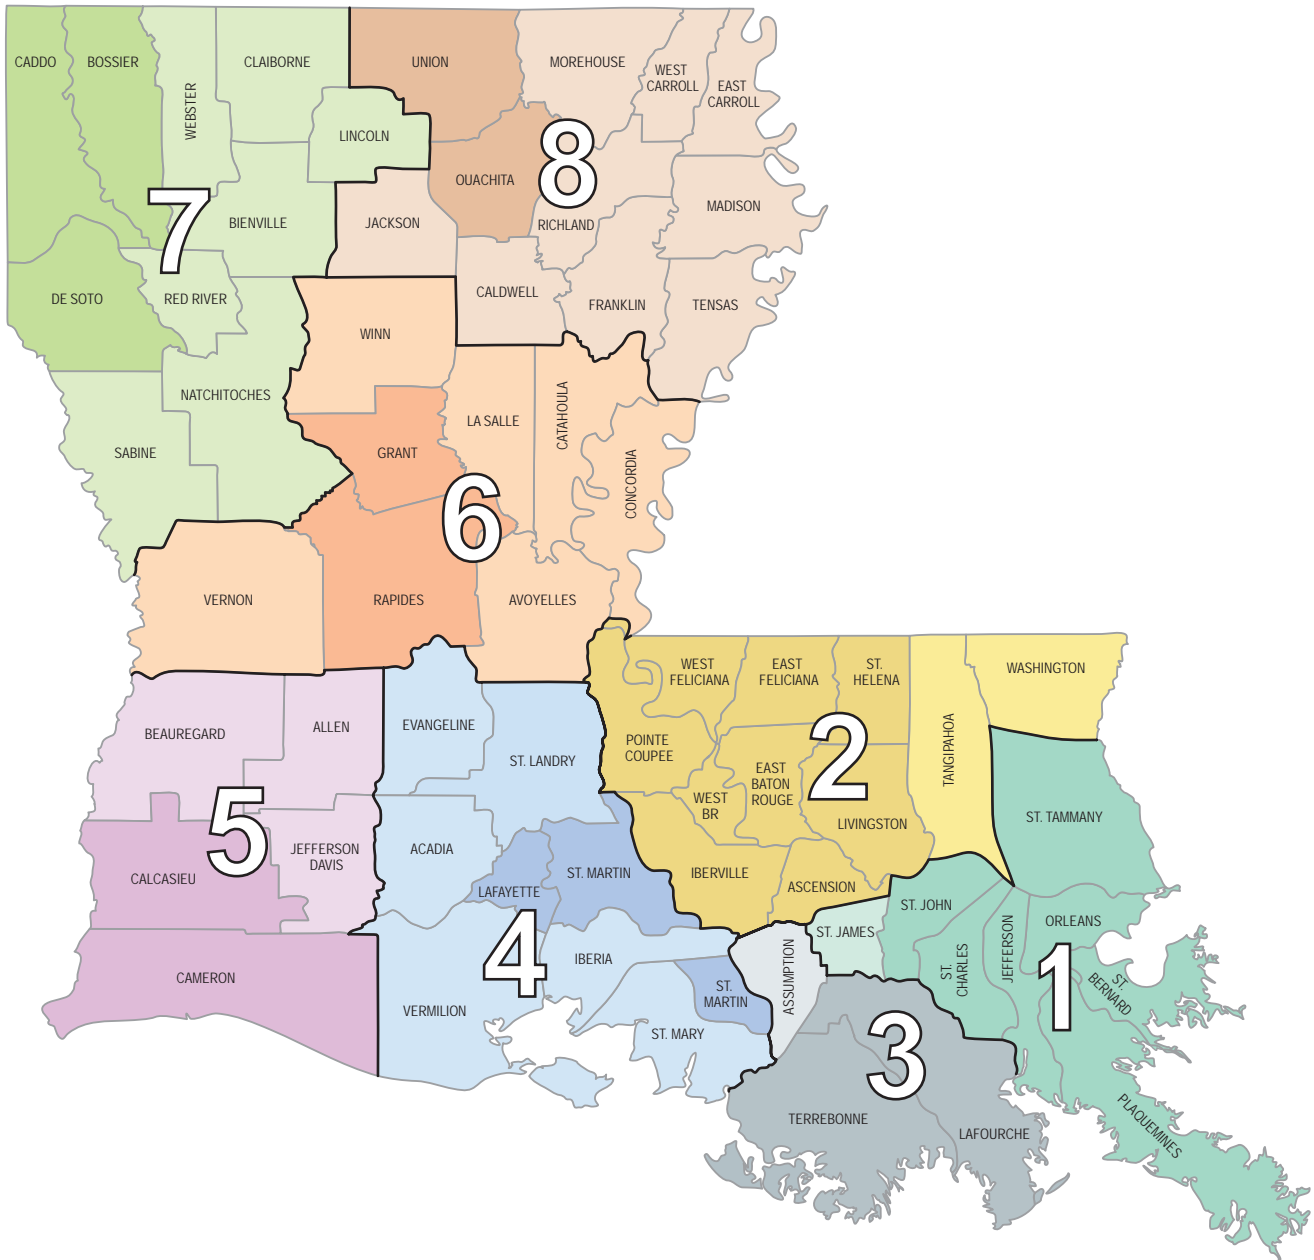 CADDO
BOSSIER
WEBSTER
CLAIBORNE
LINCOLN
UNION
MOREHOUSE
WEST
CARROLL
EAST
CARROLL
OUACHITA
8
7
BIENVILLE
JACKSON
RICHLAND
MADISON
DE SOTO
RED RIVER
CALDWELL
FRANKLIN
TENSAS
WINN
NATCHITOCHES
LA SALLE
CATAHOULA
SABINE
GRANT
CONCORDIA
6
VERNON
RAPIDES
AVOYELLES
WEST
FELICIANA
EAST
FELICIANA
ST.
HELENA
WASHINGTON
BEAUREGARD
ALLEN
EVANGELINE
ST. LANDRY
POINTE
COUPEE
TANGIPAHOA
2
EAST
BATON
ROUGE
WEST
BR
LIVINGSTON
ST. TAMMANY
5
CALCASIEU
JEFFERSON
DAVIS
ACADIA
LAFAYETTE
ST. MARTIN
IBERVILLE
ASCENSION
ST. JOHN
ST. JAMES
ST.
CHARLES
JEFFERSON
ORLEANS
ST.
BERNARD
1
CAMERON
4
IBERIA
ASSUMPTION
VERMILION
ST.
MARTIN
ST. MARY
3
TERREBONNE
LAFOURCHE
PLAQUEMINES